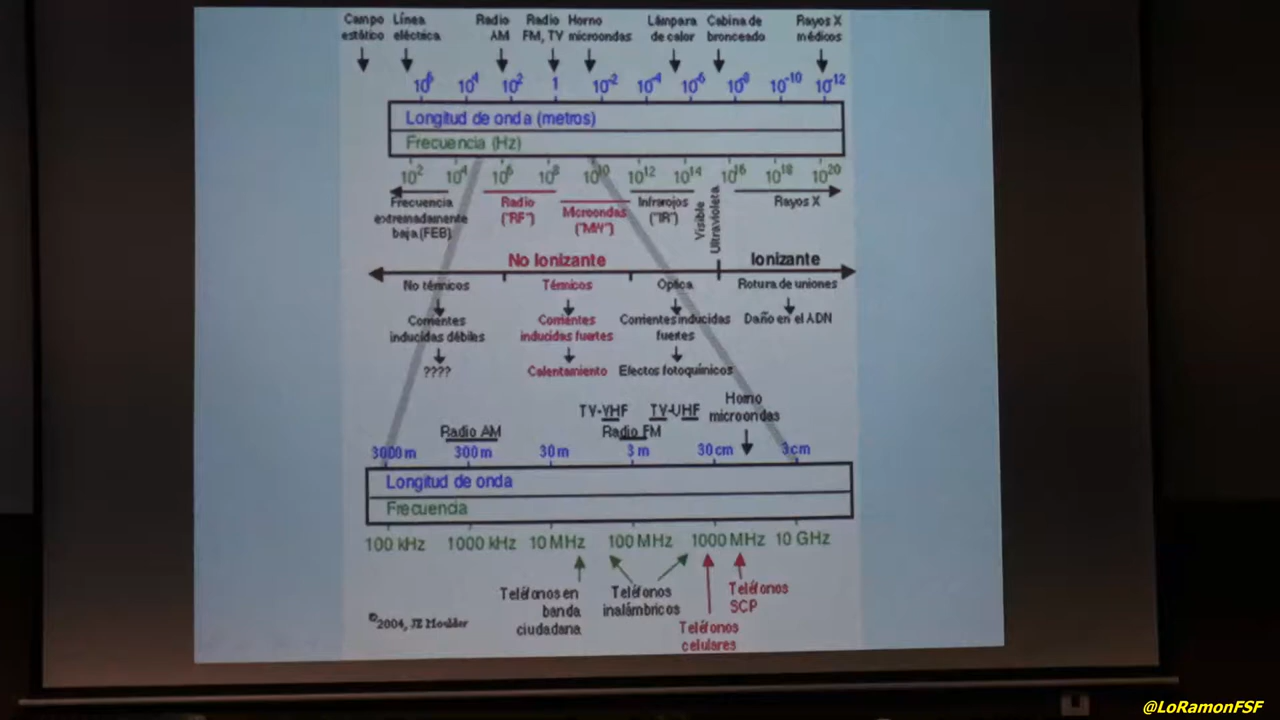 Campo Línea Radio Radio Horno Lámpara Cabina de Rayos X
estático eléctrica AM FM, TV microondas de calor bronceado médicos
10⁶ 10⁴ 10² 1 10⁻² 10⁻⁴ 10⁻⁶ 10⁻⁸ 10⁻¹⁰ 10⁻¹²
Longitud de onda (metros)
Frecuencia (Hz)
10² 10⁴ 10⁶ 10⁸ 10¹⁰ 10¹² 10¹⁴ 10¹⁶ 10¹⁸ 10²⁰
Frecuencia
extremadamente
baja (FEB)
Radio
("RF")
Microondas
("MW")
Infrarojos
("IR")
Visible
Ultravioleta
Rayos X
No Ionizante Ionizante
No térmicos Térmicos Optica Rotura de uniones
Corrientes Corrientes Corrientes inducidas Daño en el ADN
inducidas débiles inducidas fuertes fuertes
???? Calentamiento Efectos fotoquínicos
Horno
TV-VHF TV-UHF microondas
Radio AM Radio FM
3000 m 300 m 30 m 3 m 30 cm 3 cm
Longitud de onda
Frecuencia
100 kHz 1000 kHz 10 MHz 100 MHz 1000 MHz 10 GHz
Teléfonos en
banda
ciudadana
Teléfonos
inalámbricos
Teléfonos
SCP
Teléfonos
celulares
©2004, JE Moulder
@LoRamonFSF